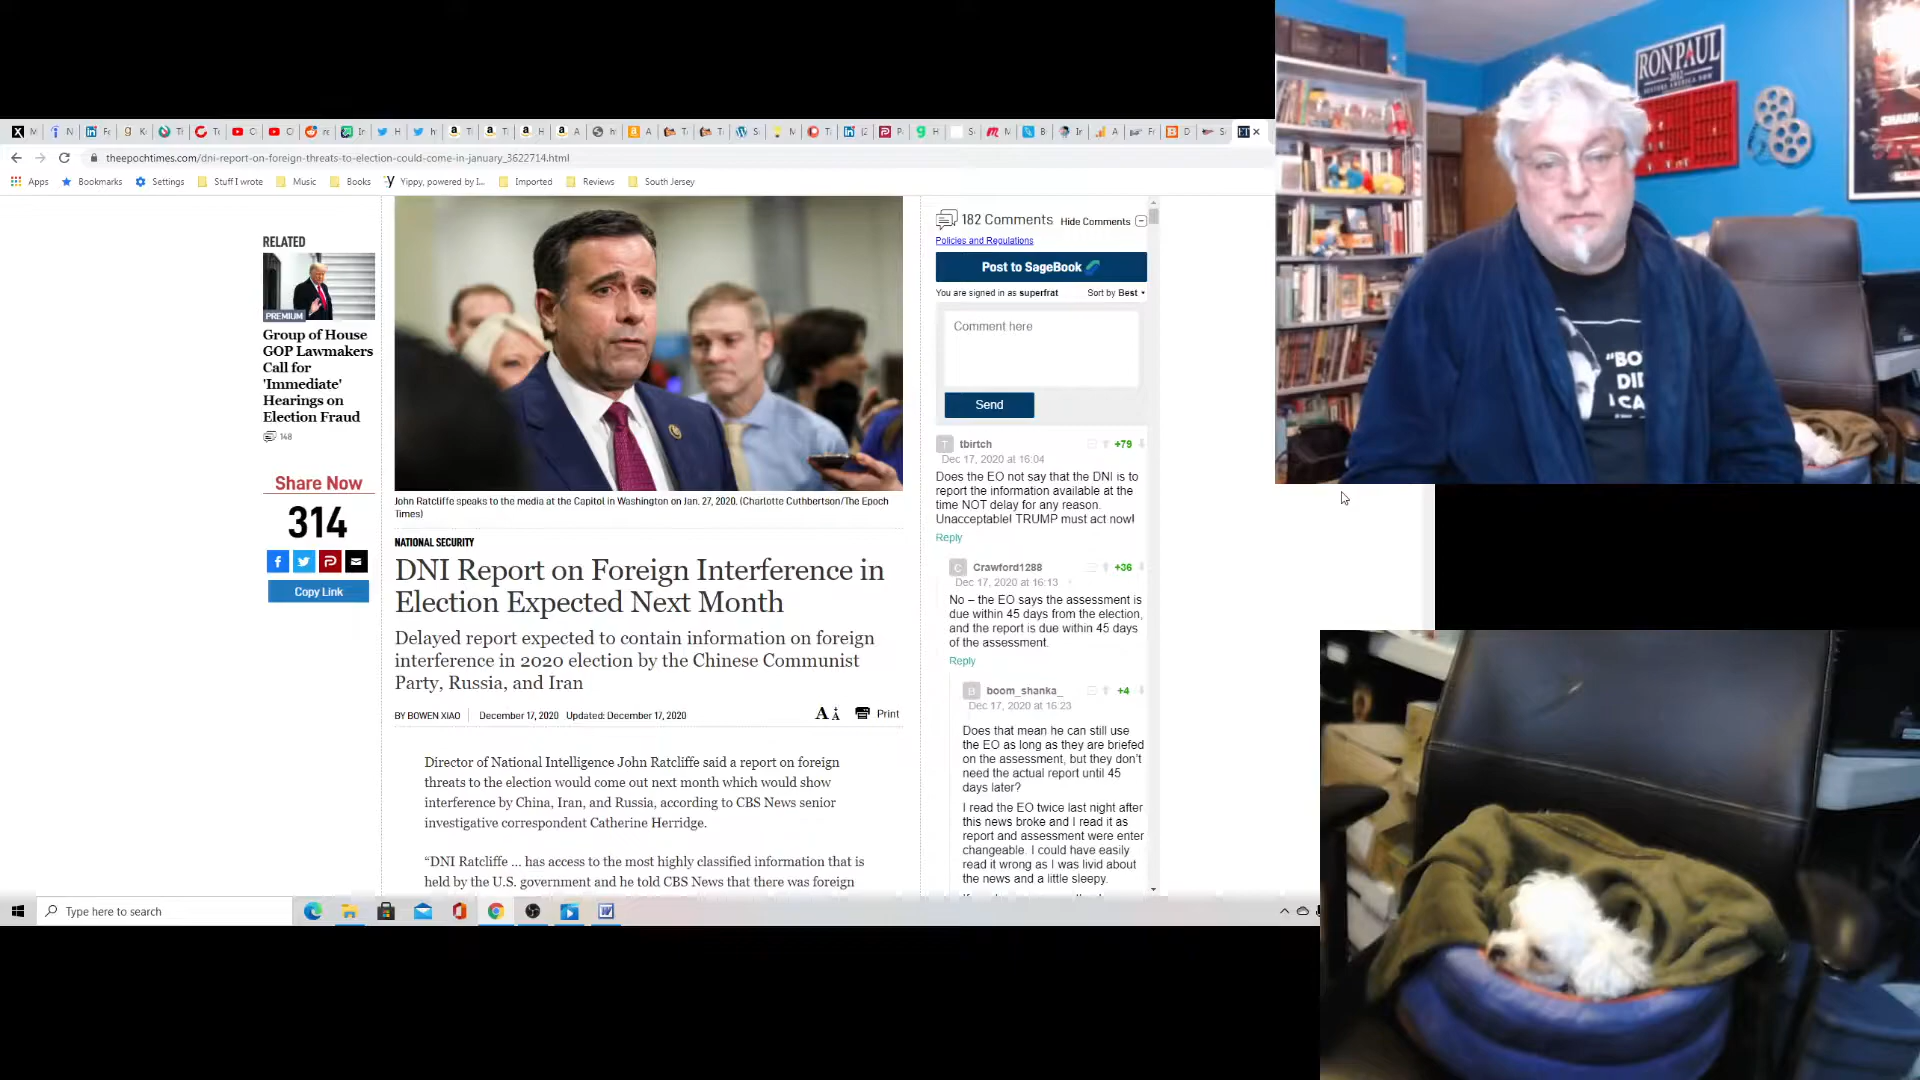 theepochtimes.com/dni-report-on-foreign-threats-to-election-could-come-in-january_3622714.html
Apps
Bookmarks
Settings
Stuff I wrote
Music
Books
Yippy, powered by I...
Imported
Reviews
South Jersey
RELATED
PREMIUM
Group of House
GOP Lawmakers
Call for
'Immediate'
Hearings on
Election Fraud
148
Share Now
314
Copy Link
John Ratcliffe speaks to the media at the Capitol in Washington on Jan. 27, 2020. (Charlotte Cuthbertson/The Epoch
Times)
NATIONAL SECURITY
DNI Report on Foreign Interference in
Election Expected Next Month
Delayed report expected to contain information on foreign
interference in 2020 election by the Chinese Communist
Party, Russia, and Iran
BY BOWEN XIAO December 17, 2020 Updated: December 17, 2020
Print
Director of National Intelligence John Ratcliffe said a report on foreign
threats to the election would come out next month which would show
interference by China, Iran, and Russia, according to CBS News senior
investigative correspondent Catherine Herridge.
“DNI Ratcliffe ... has access to the most highly classified information that is
held by the U.S. government and he told CBS News that there was foreign
182 Comments Hide Comments
Policies and Regulations
Post to SageBook
You are signed in as superfrat Sort by Best
Comment here
Send
T tbirtch +79
Dec 17, 2020 at 16:04
Does the EO not say that the DNI is to
report the information available at the
time NOT delay for any reason.
Unacceptable! TRUMP must act now!
Reply
C Crawford1288 +36
Dec 17, 2020 at 16:13
No – the EO says the assessment is
due within 45 days from the election,
and the report is due within 45 days
of the assessment.
Reply
B boom_shanka_ +4
Dec 17, 2020 at 16:23
Does that mean he can still use
the EO as long as they are briefed
on the assessment, but they don't
need the actual report until 45
days later?
I read the EO twice last night after
this news broke and I read it as
report and assessment were enter
changeable. I could have easily
read it wrong as I was livid about
the news and a little sleepy.
Type here to search
RON PAUL
2012
RESTORE AMERICA NOW
SHAUN
"BO
DID
I CA